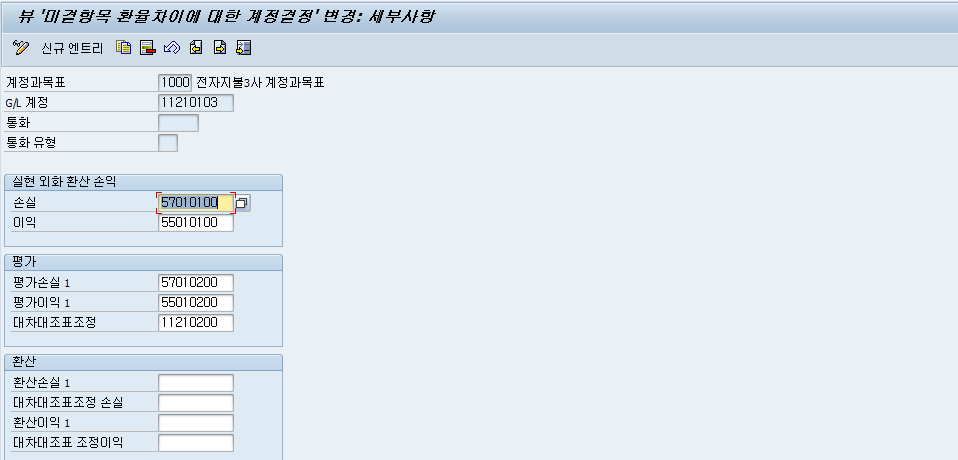 뷰 '미결항목 환율차이에 대한 계정결정' 변경: 세부사항
신규 엔트리
계정과목표 1000 전자지불3사 계정과목표
G/L 계정 11210103
통화
통화 유형
실현 외화 환산 손익
손실 57010100
이익 55010100
평가
평가손실 1 57010200
평가이익 1 55010200
대차대조표조정 11210200
환산
환산손실 1
대차대조표조정 손실
환산이익 1
대차대조표 조정이익